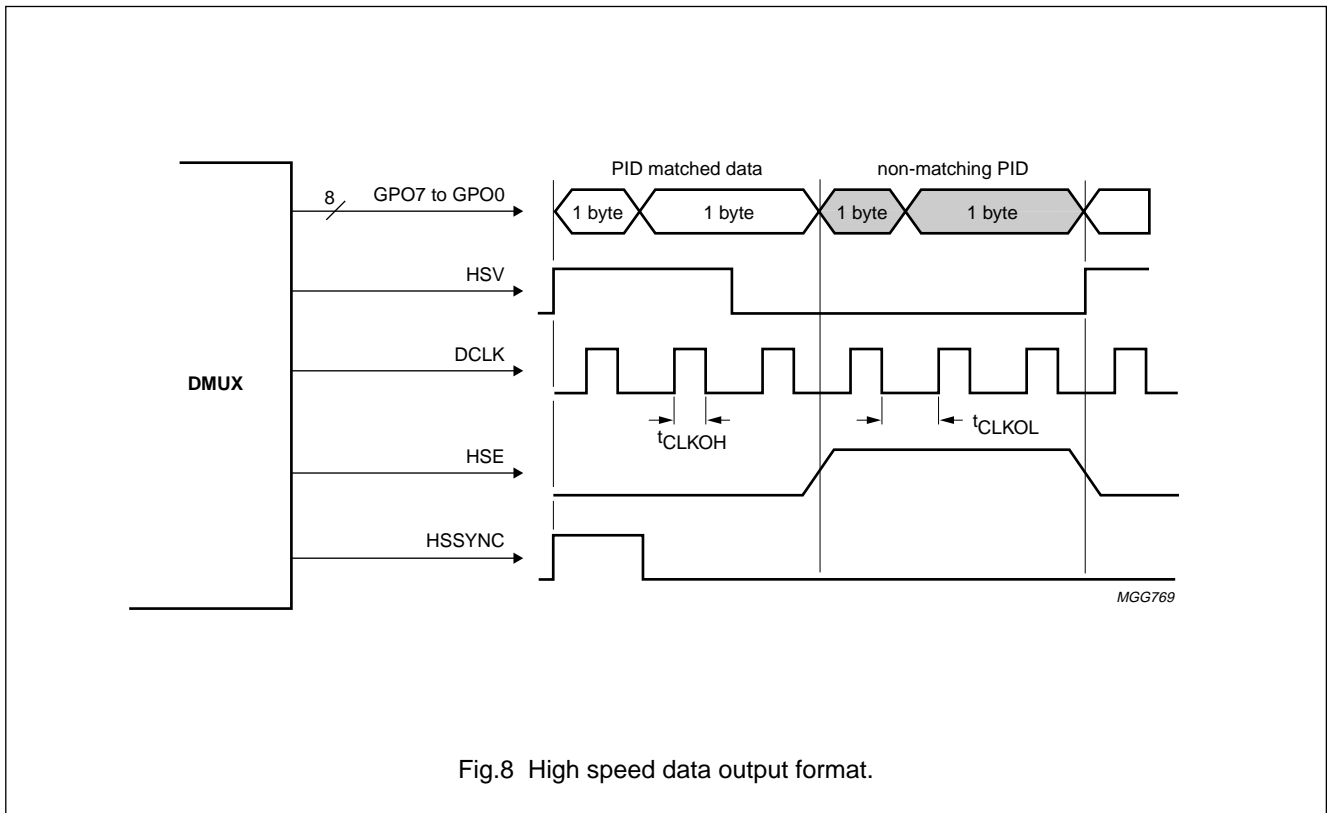 PID matched data non-matching PID
8 GPO7 to GPO0
1 byte 1 byte 1 byte 1 byte
HSV
DCLK
DMUX
tCLKOH tCLKOL
HSE
HSSYNC
MGG769
Fig.8 High speed data output format.